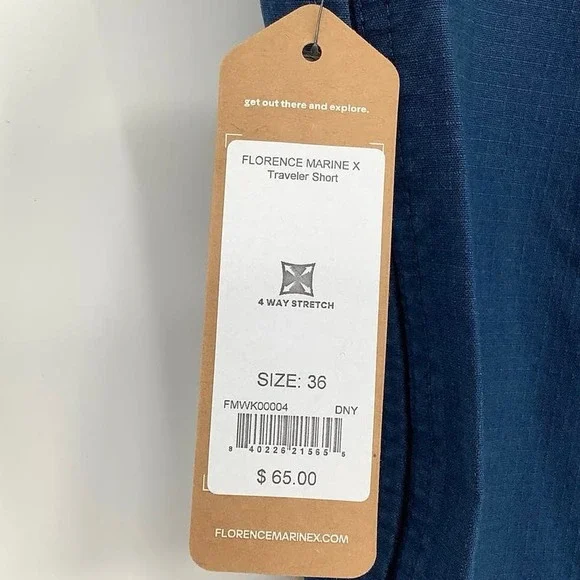 get out there and explore.
FLORENCE MARINE X
Traveler Short
4 WAY STRETCH
SIZE: 36
FMWK00004 DNY
8 40226 21565 5
$ 65.00
FLORENCEMARINEX.COM